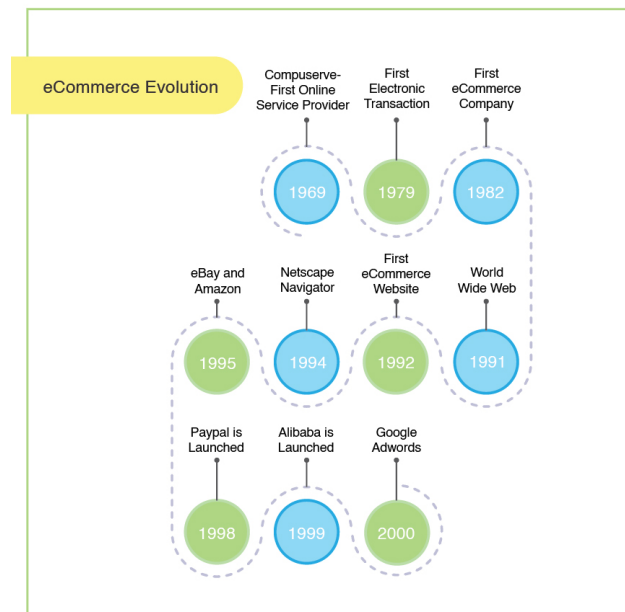 eCommerce Evolution
Compuserve-
First Online
Service Provider
First
Electronic
Transaction
First
eCommerce
Company
1969
1979
1982
eBay and
Amazon
Netscape
Navigator
First
eCommerce
Website
World
Wide Web
1995
1994
1992
1991
Paypal is
Launched
Alibaba is
Launched
Google
Adwords
1998
1999
2000